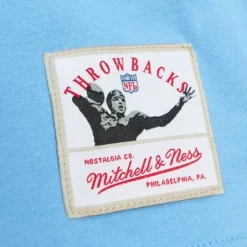 THROWBACKS
NFL
NOSTALGIA CO.
Mitchell & Ness
PHILADELPHIA, PA.